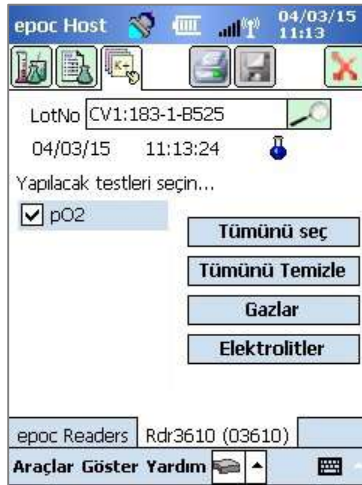 epoc Host 04/03/15
11:13
K+
LotNo CV1:183-1-B525
04/03/15 11:13:24
Yapılacak testleri seçin...
pO2
Tümünü seç
Tümünü Temizle
Gazlar
Elektrolitler
epoc Readers Rdr3610 (03610)
Araçlar Göster Yardım